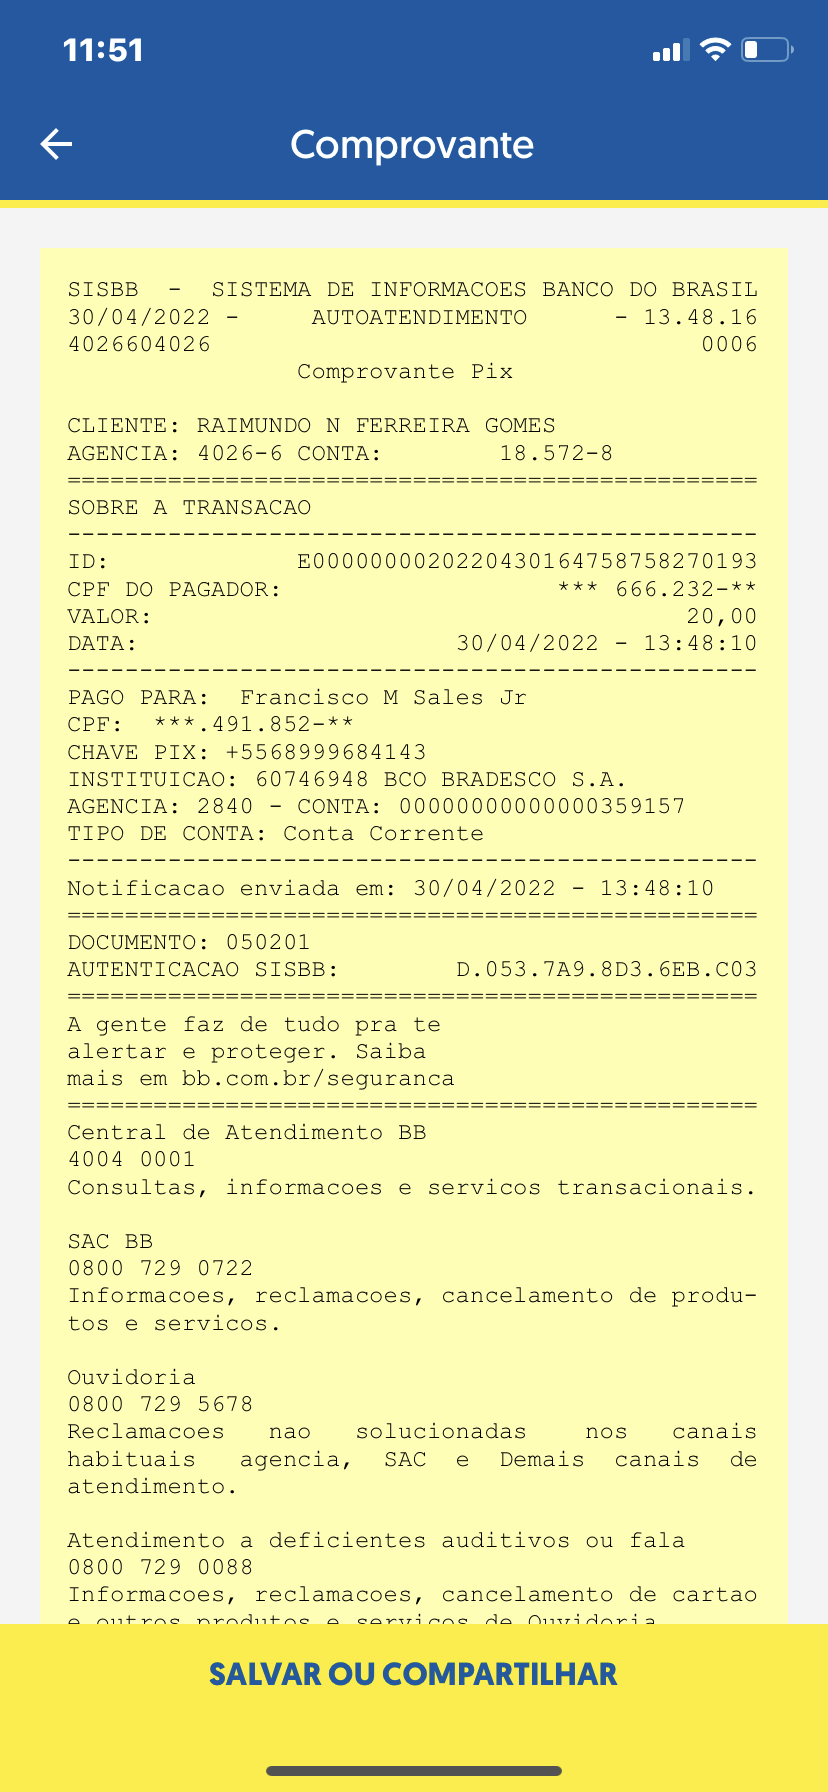 11:51
Comprovante
SISBB - SISTEMA DE INFORMACOES BANCO DO BRASIL
30/04/2022 - AUTOATENDIMENTO - 13.48.16
4026604026 0006
Comprovante Pix
CLIENTE: RAIMUNDO N FERREIRA GOMES
AGENCIA: 4026-6 CONTA: 18.572-8
================================================
SOBRE A TRANSACAO
------------------------------------------------
ID: E00000000202204301647587582​70193
CPF DO PAGADOR: *** 666.232-**
VALOR: 20,00
DATA: 30/04/2022 - 13:48:10
------------------------------------------------
PAGO PARA: Francisco M Sales Jr
CPF: ***.491.852-**
CHAVE PIX: +5568999684143
INSTITUICAO: 60746948 BCO BRADESCO S.A.
AGENCIA: 2840 - CONTA: 00000000000000359157
TIPO DE CONTA: Conta Corrente
------------------------------------------------
Notificacao enviada em: 30/04/2022 - 13:48:10
================================================
DOCUMENTO: 050201
AUTENTICACAO SISBB: D.053.7A9.8D3.6EB.C03
================================================
A gente faz de tudo pra te
alertar e proteger. Saiba
mais em bb.com.br/seguranca
================================================
Central de Atendimento BB
4004 0001
Consultas, informacoes e servicos transacionais.
SAC BB
0800 729 0722
Informacoes, reclamacoes, cancelamento de produ-
tos e servicos.
Ouvidoria
0800 729 5678
Reclamacoes nao solucionadas nos canais
habituais agencia, SAC e Demais canais de
atendimento.
Atendimento a deficientes auditivos ou fala
0800 729 0088
Informacoes, reclamacoes, cancelamento de cartao
e outros produtos e servicos de Ouvidoria
SALVAR OU COMPARTILHAR